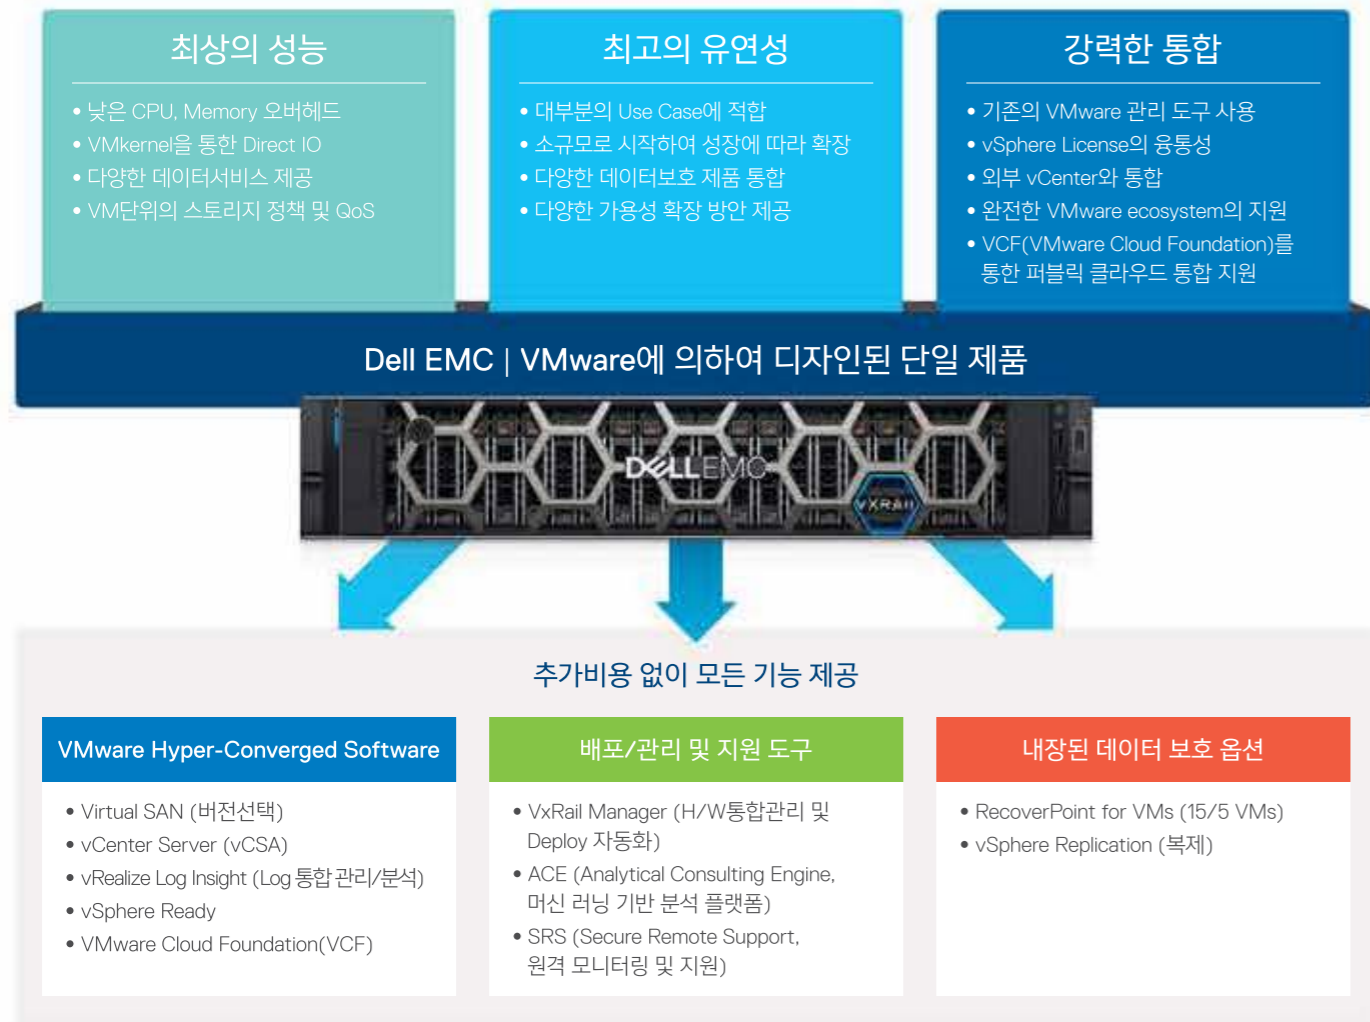 최상의 성능
• 낮은 CPU, Memory 오버헤드
• VMkernel을 통한 Direct IO
• 다양한 데이터서비스 제공
• VM단위의 스토리지 정책 및 QoS
최고의 유연성
• 대부분의 Use Case에 적합
• 소규모로 시작하여 성장에 따라 확장
• 다양한 데이터보호 제품 통합
• 다양한 가용성 확장 방안 제공
강력한 통합
• 기존의 VMware 관리 도구 사용
• vSphere License의 융통성
• 외부 vCenter와 통합
• 완전한 VMware ecosystem의 지원
• VCF(VMware Cloud Foundation)를
통한 퍼블릭 클라우드 통합 지원
Dell EMC | VMware에 의하여 디자인된 단일 제품
DELLEMC
VXRAIL
추가비용 없이 모든 기능 제공
VMware Hyper-Converged Software
• Virtual SAN (버전선택)
• vCenter Server (vCSA)
• vRealize Log Insight (Log 통합 관리/분석)
• vSphere Ready
• VMware Cloud Foundation(VCF)
배포/관리 및 지원 도구
• VxRail Manager (H/W통합관리 및
Deploy 자동화)
• ACE (Analytical Consulting Engine,
머신 러닝 기반 분석 플랫폼)
• SRS (Secure Remote Support,
원격 모니터링 및 지원)
내장된 데이터 보호 옵션
• RecoverPoint for VMs (15/5 VMs)
• vSphere Replication (복제)